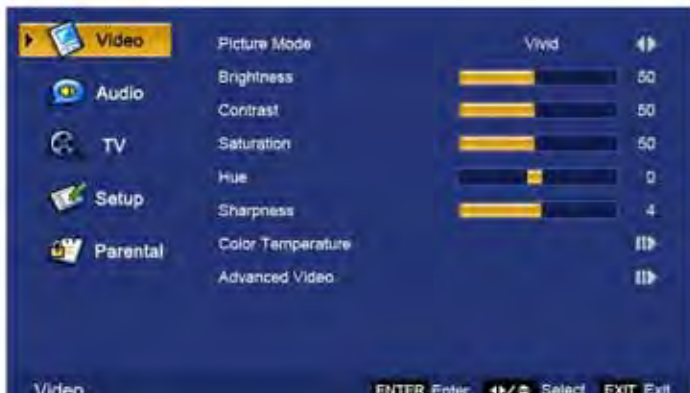 Video
Audio
TV
Setup
Parental
Picture Mode Vivid
Brightness 50
Contrast 50
Saturation 50
Hue 0
Sharpness 4
Color Temperature
Advanced Video
Video ENTER Enter Select EXIT Exit